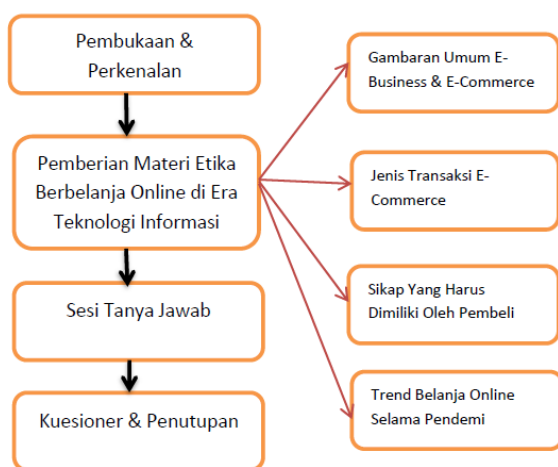 Pembukaan &
Perkenalan
Pemberian Materi Etika
Berbelanja Online di Era
Teknologi Informasi
Sesi Tanya Jawab
Kuesioner & Penutupan
Gambaran Umum E-
Business & E-Commerce
Jenis Transaksi E-
Commerce
Sikap Yang Harus
Dimiliki Oleh Pembeli
Trend Belanja Online
Selama Pendemi